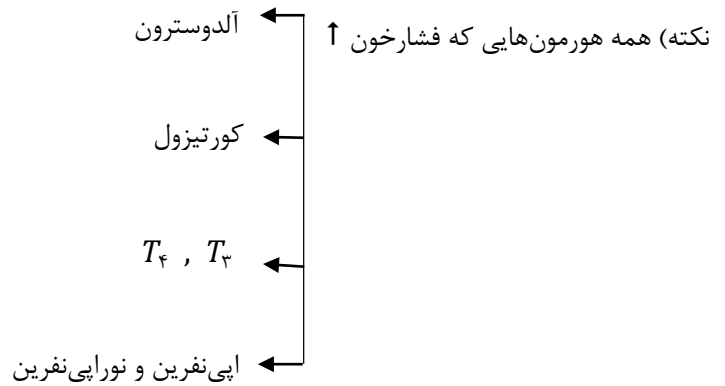 نکته) همه هورمون‌هایی که فشارخون ↑
آلدوسترون
کورتیزول
T۴ , T۳
اپی‌نفرین و نوراپی‌نفرین